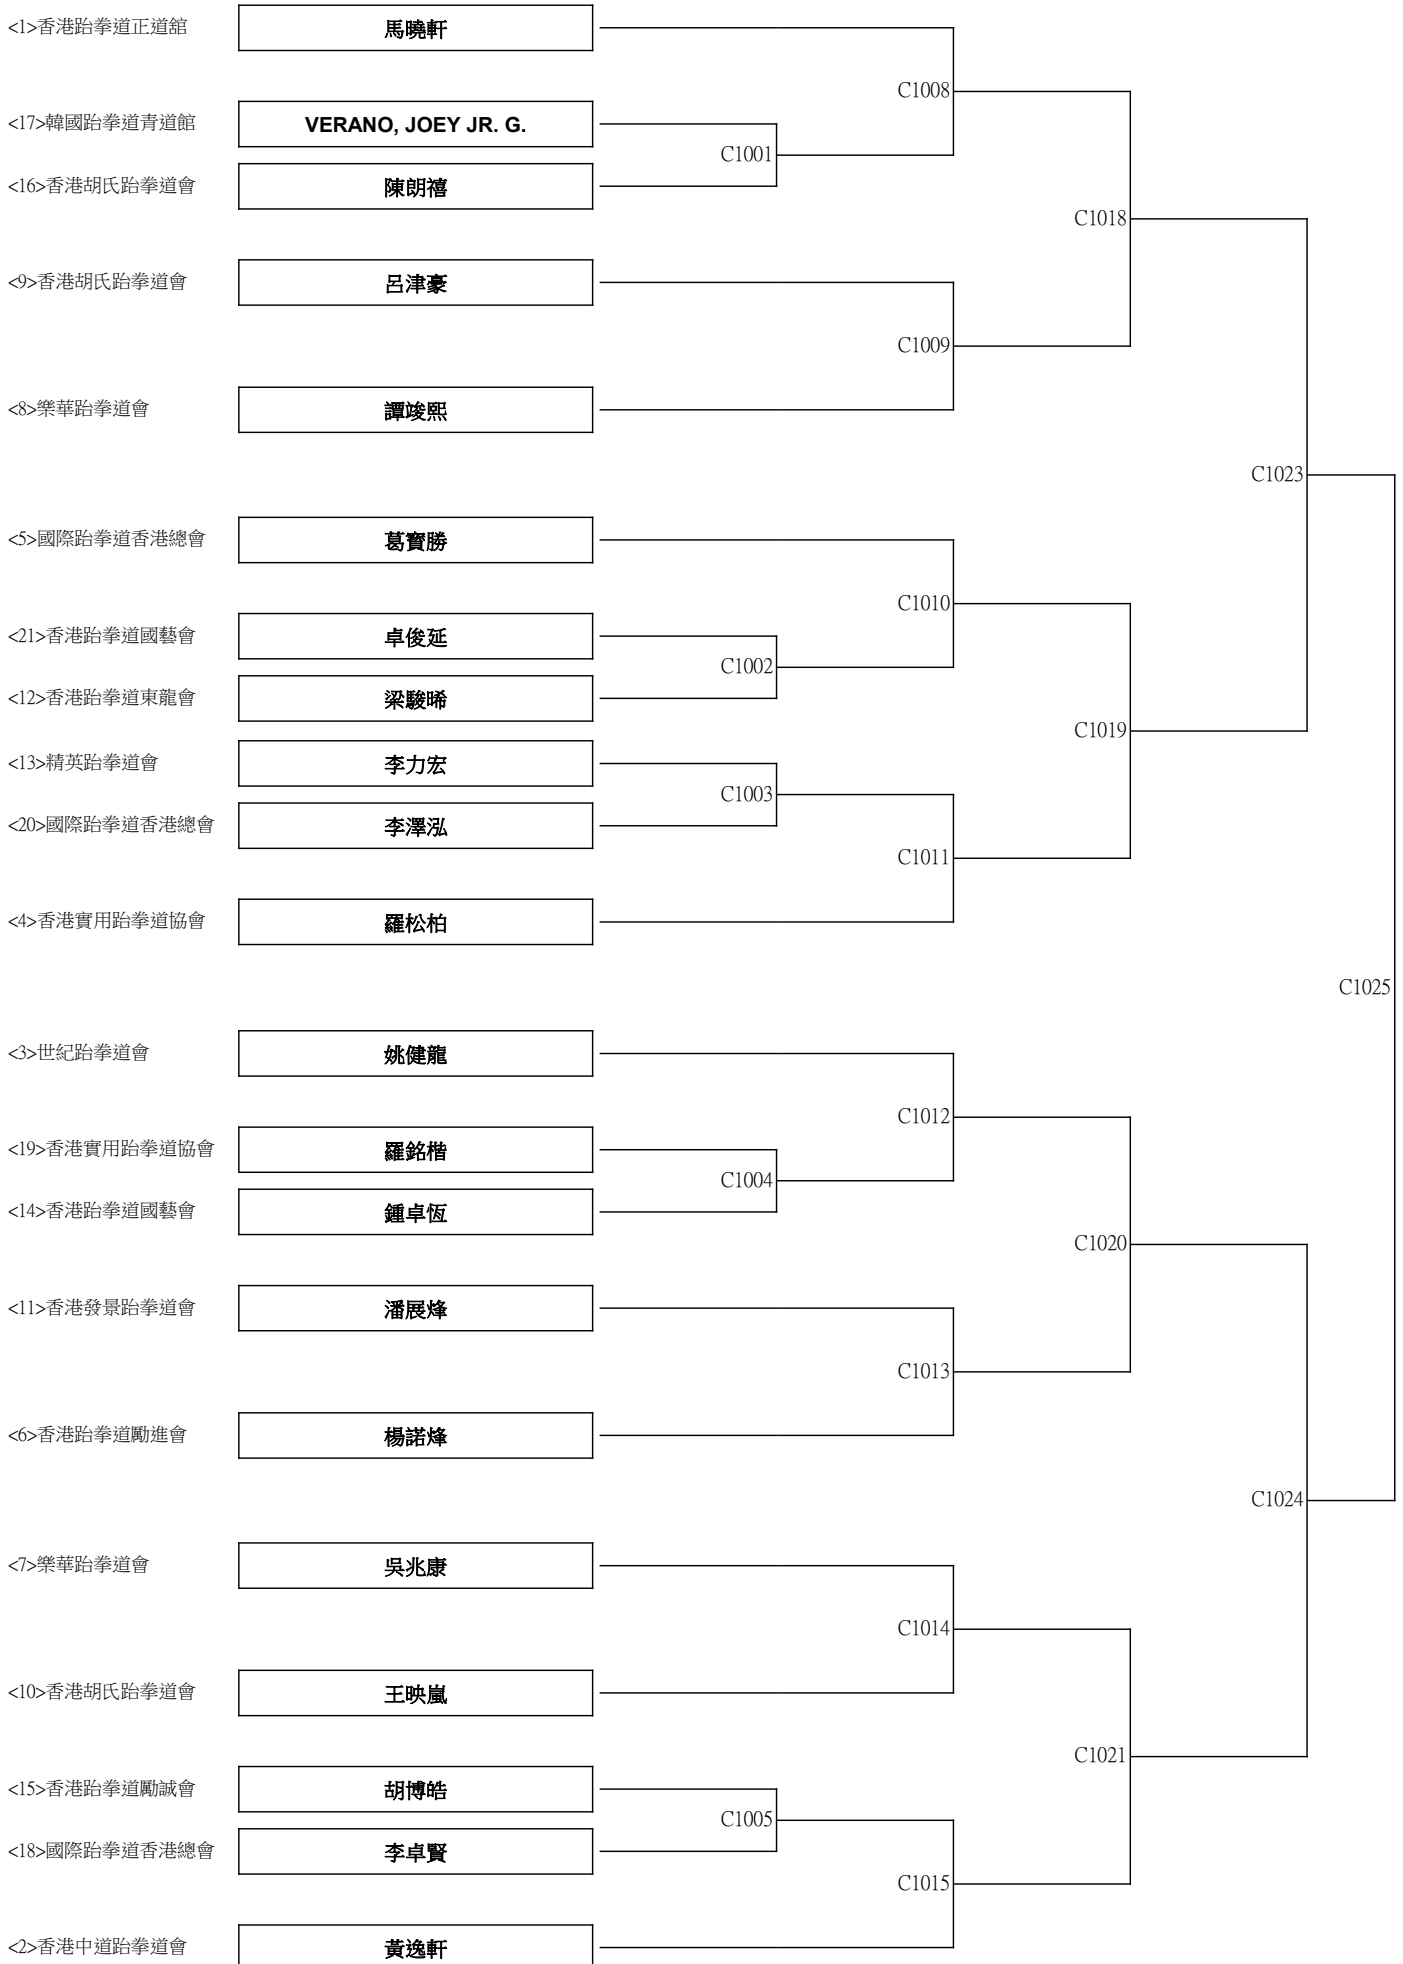 <1>香港跆拳道正道舘 馬曉軒
C1008
<17>韓國跆拳道青道館 VERANO, JOEY JR. G.
C1001
<16>香港胡氏跆拳道會 陳朗禧
C1018
<9>香港胡氏跆拳道會 呂津豪
C1009
<8>樂華跆拳道會 譚竣熙
C1023
<5>國際跆拳道香港總會 葛寶勝
C1010
<21>香港跆拳道國藝會 卓俊延
C1002
<12>香港跆拳道東龍會 梁駿晞
C1019
<13>精英跆拳道會 李力宏
C1003
<20>國際跆拳道香港總會 李澤泓
C1011
<4>香港實用跆拳道協會 羅松柏
C1025
<3>世紀跆拳道會 姚健龍
C1012
<19>香港實用跆拳道協會 羅銘楷
C1004
<14>香港跆拳道國藝會 鍾卓恆
C1020
<11>香港發景跆拳道會 潘展烽
C1013
<6>香港跆拳道勵進會 楊諾烽
C1024
<7>樂華跆拳道會 吳兆康
C1014
<10>香港胡氏跆拳道會 王映嵐
C1021
<15>香港跆拳道勵誠會 胡博皓
C1005
<18>國際跆拳道香港總會 李卓賢
C1015
<2>香港中道跆拳道會 黃逸軒